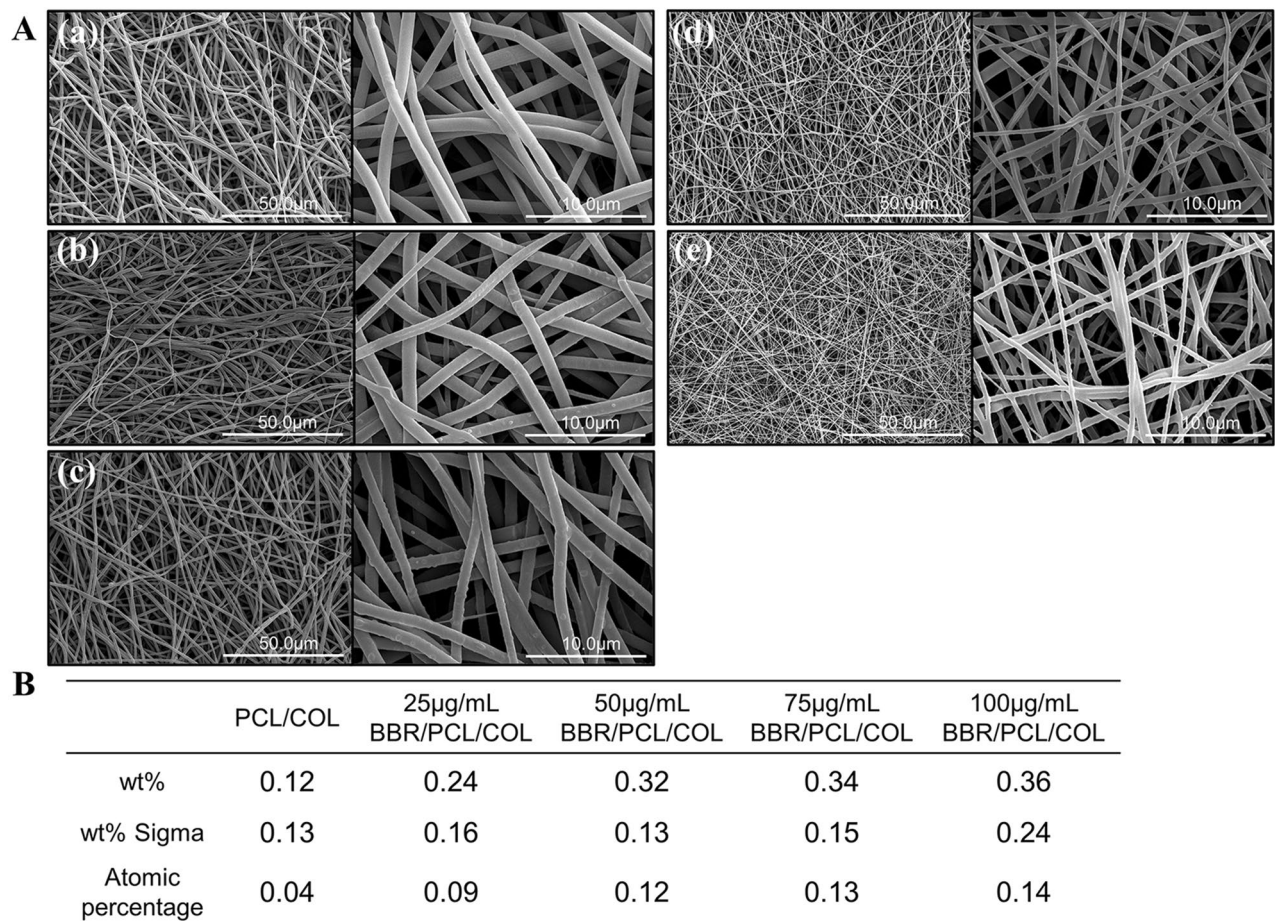 A
(a)
50.0µm
10.0µm
(d)
50.0µm
10.0µm
(b)
50.0µm
10.0µm
(e)
50.0µm
10.0µm
(c)
50.0µm
10.0µm
B
PCL/COL 25µg/mL BBR/PCL/COL 50µg/mL BBR/PCL/COL 75µg/mL BBR/PCL/COL 100µg/mL BBR/PCL/COL
wt% 0.12 0.24 0.32 0.34 0.36
wt% Sigma 0.13 0.16 0.13 0.15 0.24
Atomic percentage 0.04 0.09 0.12 0.13 0.14